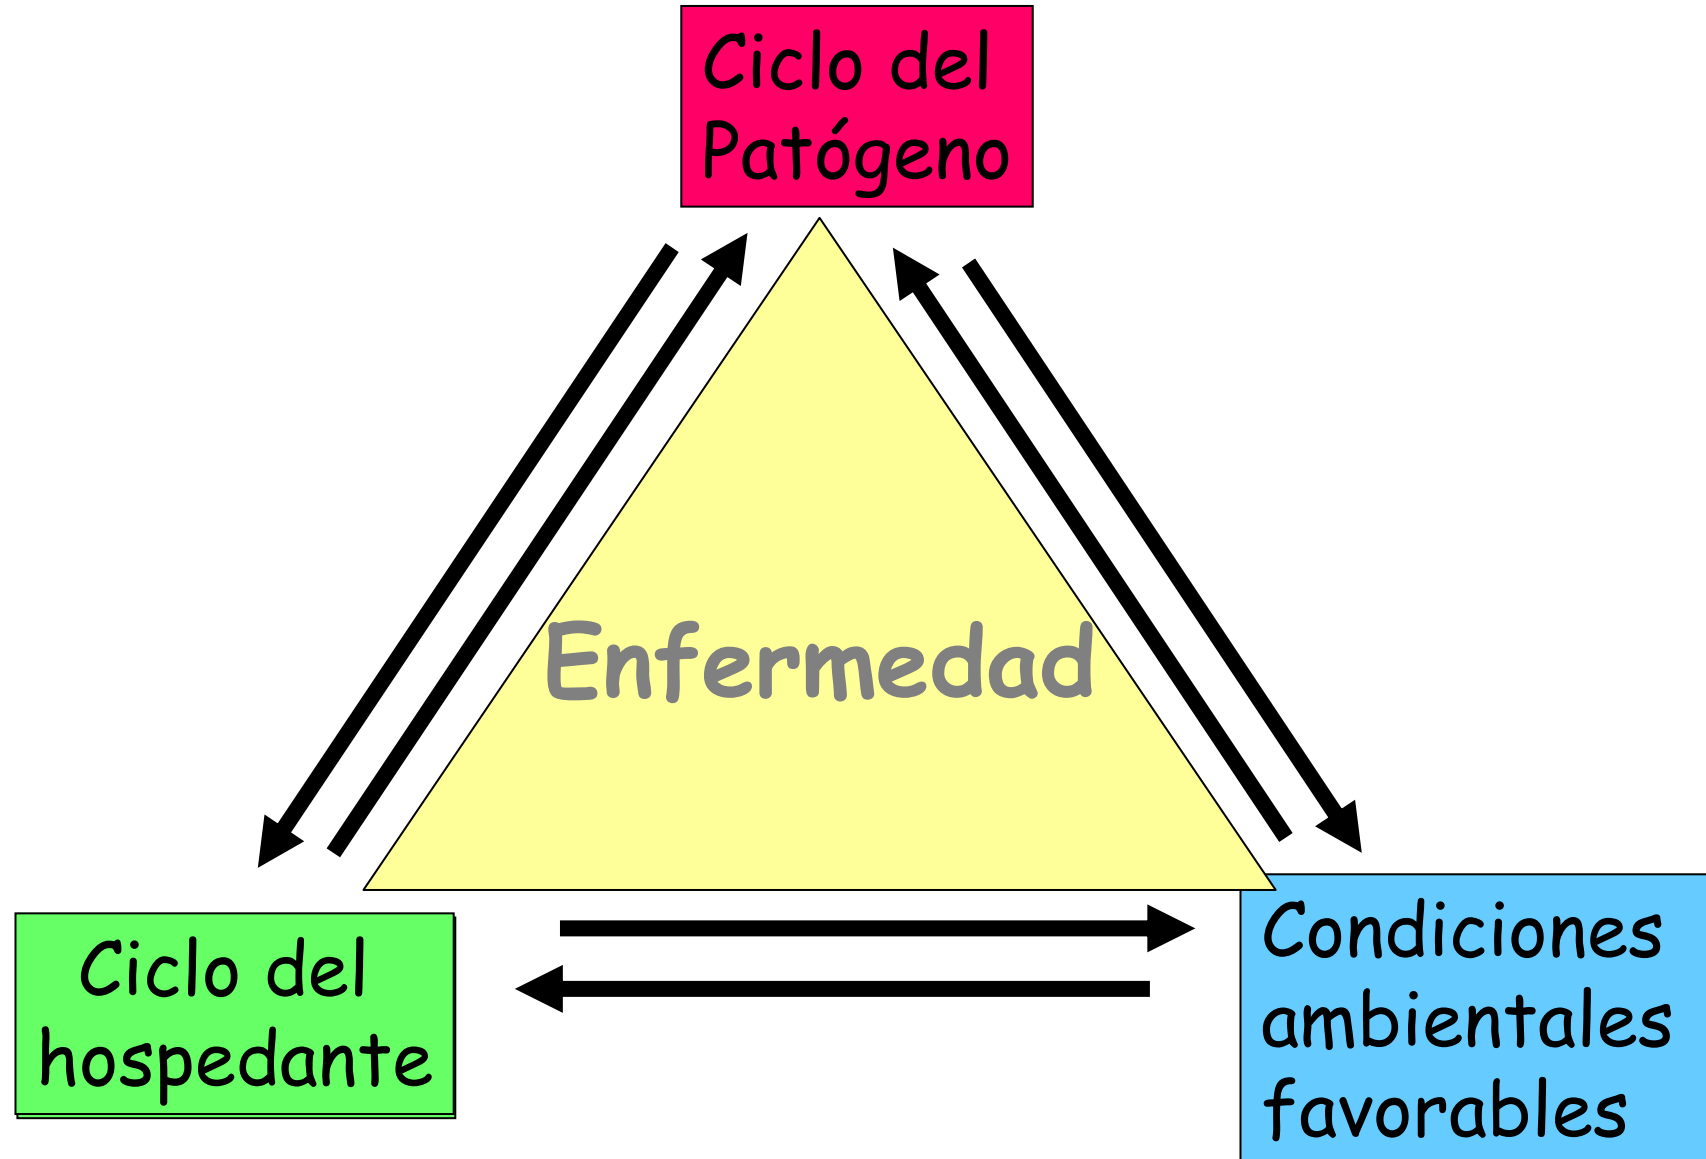 Ciclo del
Patógeno
Enfermedad
Ciclo del
hospedante
Condiciones
ambientales
favorables